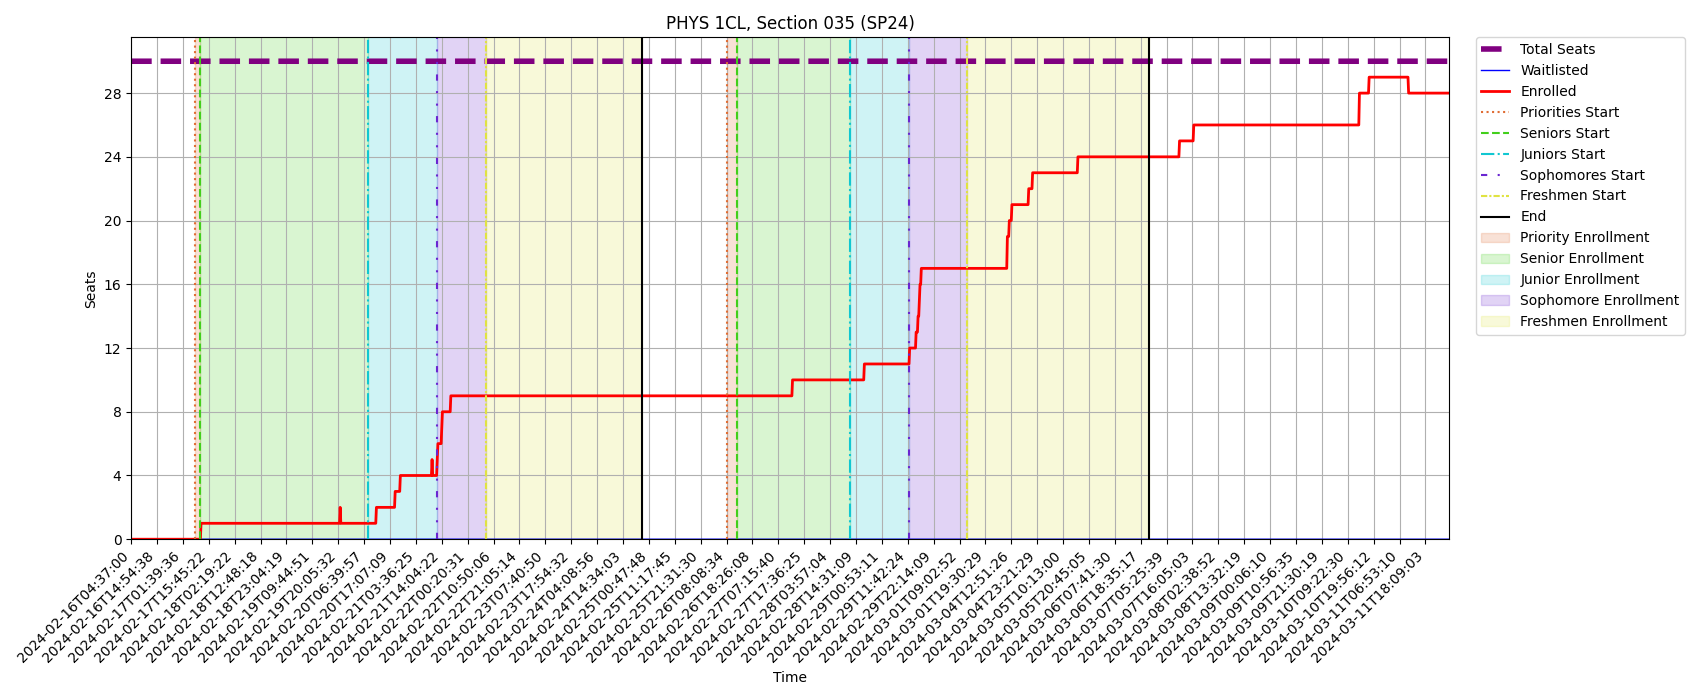 PHYS 1CL, Section 035 (SP24)
Total Seats
Waitlisted
Enrolled
Priorities Start
Seniors Start
Juniors Start
Sophomores Start
Freshmen Start
End
Priority Enrollment
Senior Enrollment
Junior Enrollment
Sophomore Enrollment
Freshmen Enrollment
Seats
28
24
20
16
12
8
4
0
2024-02-16T04:37:00
2024-02-16T14:54:38
2024-02-17T01:39:36
2024-02-17T15:45:22
2024-02-18T02:19:22
2024-02-18T12:48:18
2024-02-18T23:04:19
2024-02-19T09:44:51
2024-02-19T20:05:32
2024-02-20T06:39:57
2024-02-20T17:07:09
2024-02-21T03:36:25
2024-02-21T14:04:22
2024-02-22T00:20:31
2024-02-22T10:50:06
2024-02-22T21:05:14
2024-02-23T07:40:50
2024-02-23T17:54:32
2024-02-24T04:08:56
2024-02-24T14:34:03
2024-02-25T00:47:48
2024-02-25T11:17:45
2024-02-25T21:31:30
2024-02-26T08:08:34
2024-02-26T18:26:08
2024-02-27T07:15:40
2024-02-27T17:36:25
2024-02-28T03:57:04
2024-02-28T14:31:09
2024-02-29T00:53:11
2024-02-29T11:42:24
2024-02-29T22:14:09
2024-03-01T09:02:52
2024-03-01T19:30:29
2024-03-04T12:51:26
2024-03-04T23:21:29
2024-03-05T10:13:00
2024-03-05T20:45:05
2024-03-06T07:41:30
2024-03-06T18:35:17
2024-03-07T05:25:39
2024-03-07T16:05:03
2024-03-08T02:38:52
2024-03-08T13:32:19
2024-03-09T00:06:10
2024-03-09T10:56:35
2024-03-09T21:30:19
2024-03-10T09:22:30
2024-03-10T19:56:12
2024-03-11T06:53:10
2024-03-11T18:09:03
Time